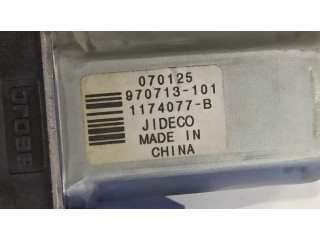 070125
970713-101
1174077-B
JIDECO
MADE IN
CHINA